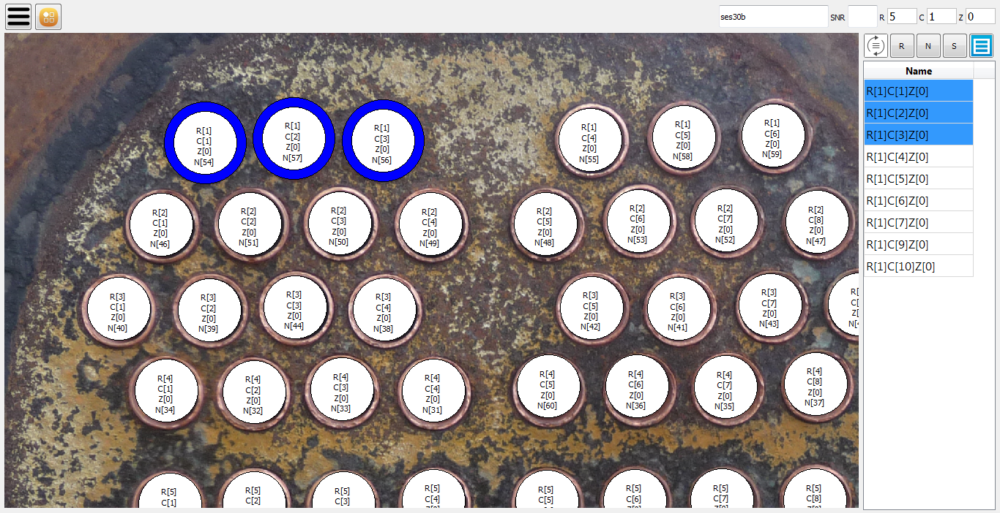 ses30b SNR R 5 C 1 Z 0
R N S
Name
R[1]C[1]Z[0]
R[1]C[2]Z[0]
R[1]C[3]Z[0]
R[1]C[4]Z[0]
R[1]C[5]Z[0]
R[1]C[6]Z[0]
R[1]C[7]Z[0]
R[1]C[9]Z[0]
R[1]C[10]Z[0]
R[1]
C[1]
Z[0]
N[54]
R[1]
C[2]
Z[0]
N[57]
R[1]
C[3]
Z[0]
N[56]
R[1]
C[4]
Z[0]
N[55]
R[1]
C[5]
Z[0]
N[58]
R[1]
C[6]
Z[0]
N[59]
R[2]
C[1]
Z[0]
N[46]
R[2]
C[2]
Z[0]
N[51]
R[2]
C[3]
Z[0]
N[50]
R[2]
C[4]
Z[0]
N[49]
R[2]
C[5]
Z[0]
N[48]
R[2]
C[6]
Z[0]
N[53]
R[2]
C[7]
Z[0]
N[52]
R[2]
C[8]
Z[0]
N[47]
R[3]
C[1]
Z[0]
N[40]
R[3]
C[2]
Z[0]
N[39]
R[3]
C[3]
Z[0]
N[44]
R[3]
C[4]
Z[0]
N[38]
R[3]
C[5]
Z[0]
N[42]
R[3]
C[6]
Z[0]
N[41]
R[3]
C[7]
Z[0]
N[43]
R[4]
C[1]
Z[0]
N[34]
R[4]
C[2]
Z[0]
N[32]
R[4]
C[3]
Z[0]
N[33]
R[4]
C[4]
Z[0]
N[31]
R[4]
C[5]
Z[0]
N[60]
R[4]
C[6]
Z[0]
N[36]
R[4]
C[7]
Z[0]
N[35]
R[4]
C[8]
Z[0]
N[37]
R[5]
C[1]
R[5]
C[2]
R[5]
C[3]
R[5]
C[4]
R[5]
C[5]
R[5]
C[6]
R[5]
C[7]
R[5]
C[8]